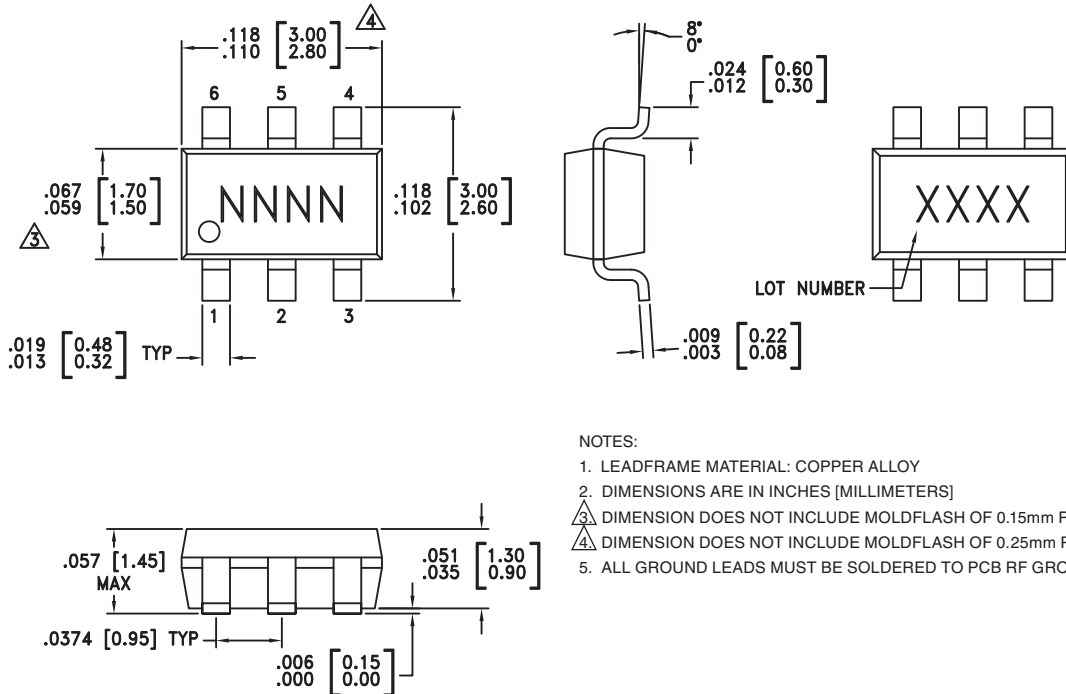 4
.118 [3.00]
.110 [2.80]
6 5 4
.067 [1.70]
.059 [1.50]
3
NNNN
.118 [3.00]
.102 [2.60]
1 2 3
.019 [0.48]
.013 [0.32] TYP
8°
0°
.024 [0.60]
.012 [0.30]
.009 [0.22]
.003 [0.08]
XXXX
LOT NUMBER
.057 [1.45]
MAX
.051 [1.30]
.035 [0.90]
.0374 [0.95] TYP
.006 [0.15]
.000 [0.00]
NOTES:
1. LEADFRAME MATERIAL: COPPER ALLOY
2. DIMENSIONS ARE IN INCHES [MILLIMETERS]
3. DIMENSION DOES NOT INCLUDE MOLDFLASH OF 0.15mm
4. DIMENSION DOES NOT INCLUDE MOLDFLASH OF 0.25mm
5. ALL GROUND LEADS MUST BE SOLDERED TO PCB RF